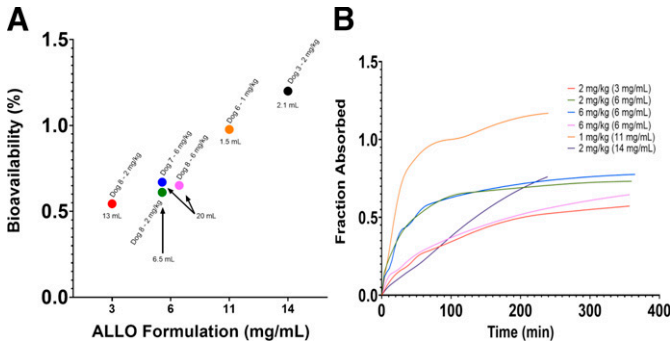 A
Bioavailability (%)
1.5
1.0
0.5
0.0
Dog 8 - 2 mg/kg
13 mL
Dog 7 - 6 mg/kg
Dog 8 - 6 mg/kg
Dog 8 - 2 mg/kg
20 mL
6.5 mL
Dog 6 - 1 mg/kg
1.5 mL
Dog 3 - 2 mg/kg
2.1 mL
3
6
11
14
ALLO Formulation (mg/mL)
B
Fraction Absorbed
1.5
1.0
0.5
0.0
2 mg/kg (3 mg/mL)
2 mg/kg (6 mg/mL)
6 mg/kg (6 mg/mL)
6 mg/kg (6 mg/mL)
1 mg/kg (11 mg/mL)
2 mg/kg (14 mg/mL)
0
100
200
300
400
Time (min)